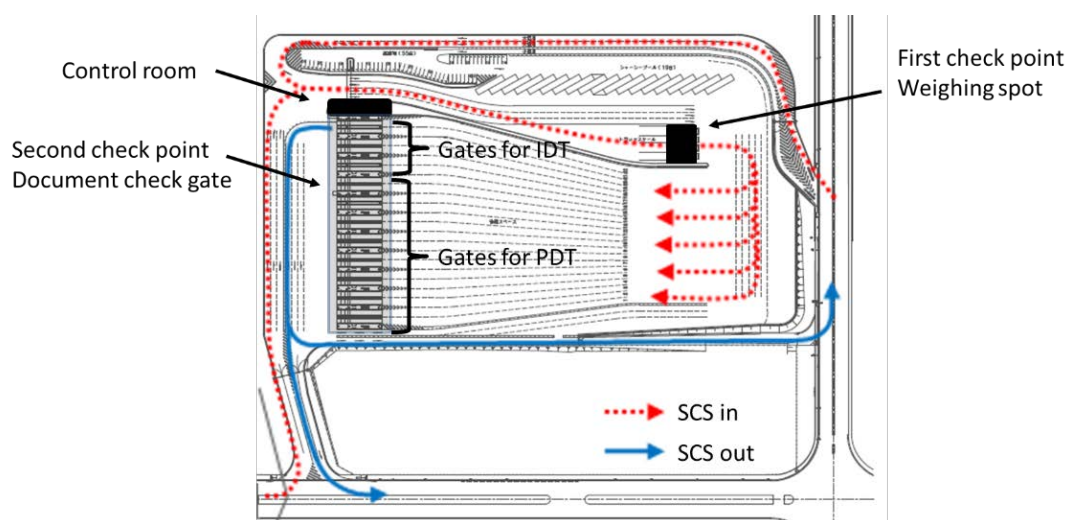 Control room
First check point
Weighing spot
Second check point
Document check gate
Gates for IDT
Gates for PDT
SCS in
SCS out